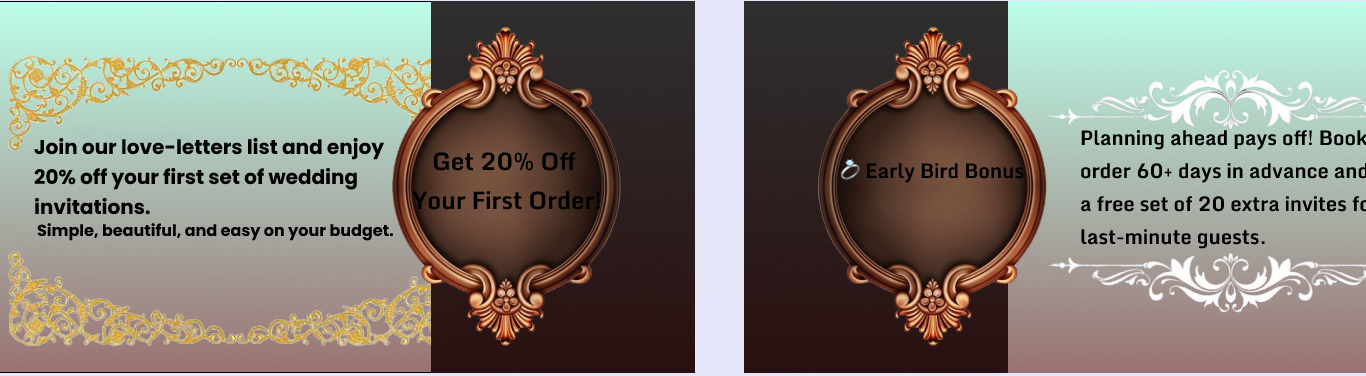 Join our love-letters list and enjoy
20% off your first set of wedding
invitations.
Simple, beautiful, and easy on your budget.
Get 20% Off
Your First Order!
💍 Early Bird Bonus
Planning ahead pays off! Book
order 60+ days in advance and
a free set of 20 extra invites
last-minute guests.